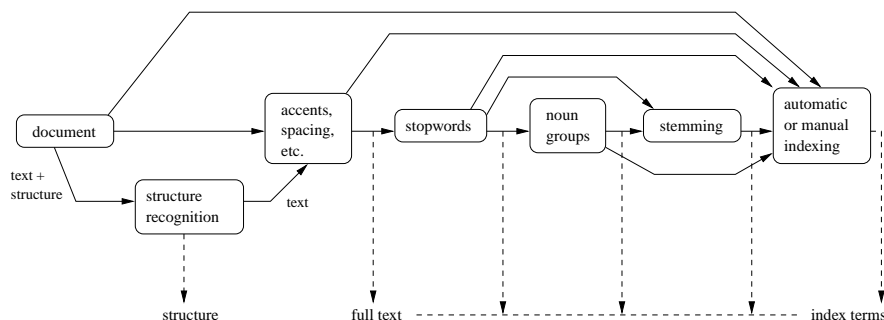 document
text +
structure
structure
recognition
text
accents,
spacing,
etc.
stopwords
noun
groups
stemming
automatic
or manual
indexing
structure
full text
index terms